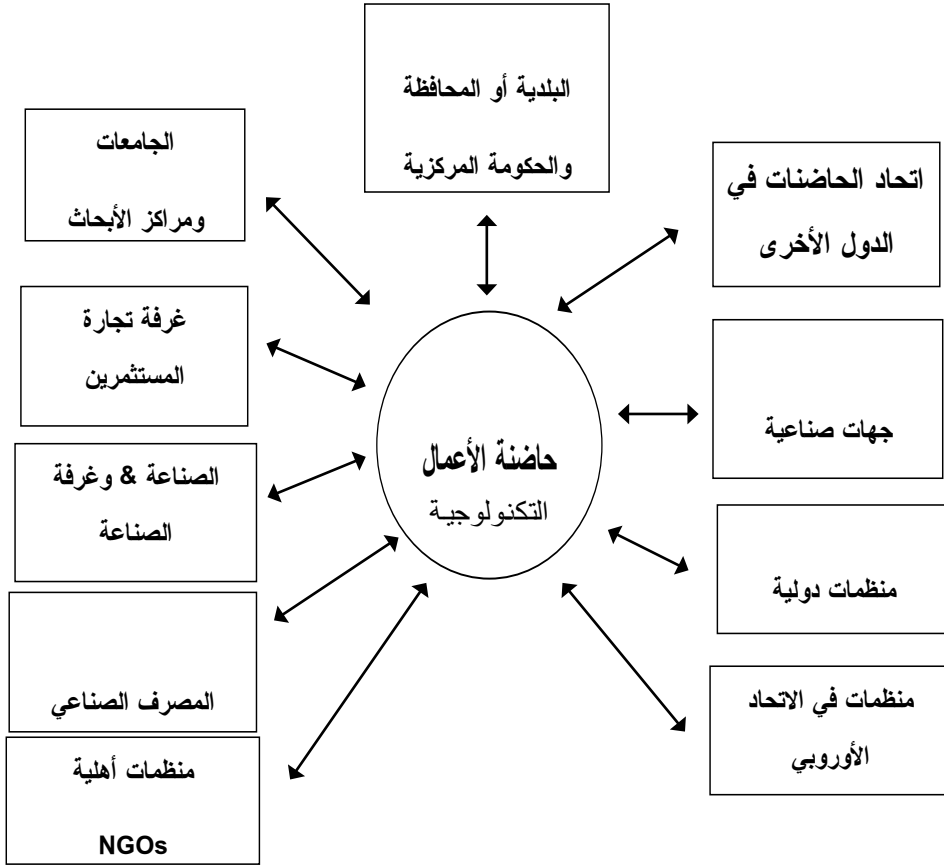 البلدية أو المحافظة
والحكومة المركزية
اتحاد الحاضنات في
الدول الأخرى
جهات صناعية
منظمات دولية
منظمات في الاتحاد
الأوروبي
حاضنة الأعمال
التكنولوجية
الجامعات
ومراكز الأبحاث
غرفة تجارة
المستثمرين
الصناعة & وغرفة
الصناعة
المصرف الصناعي
منظمات أهلية
NGOs